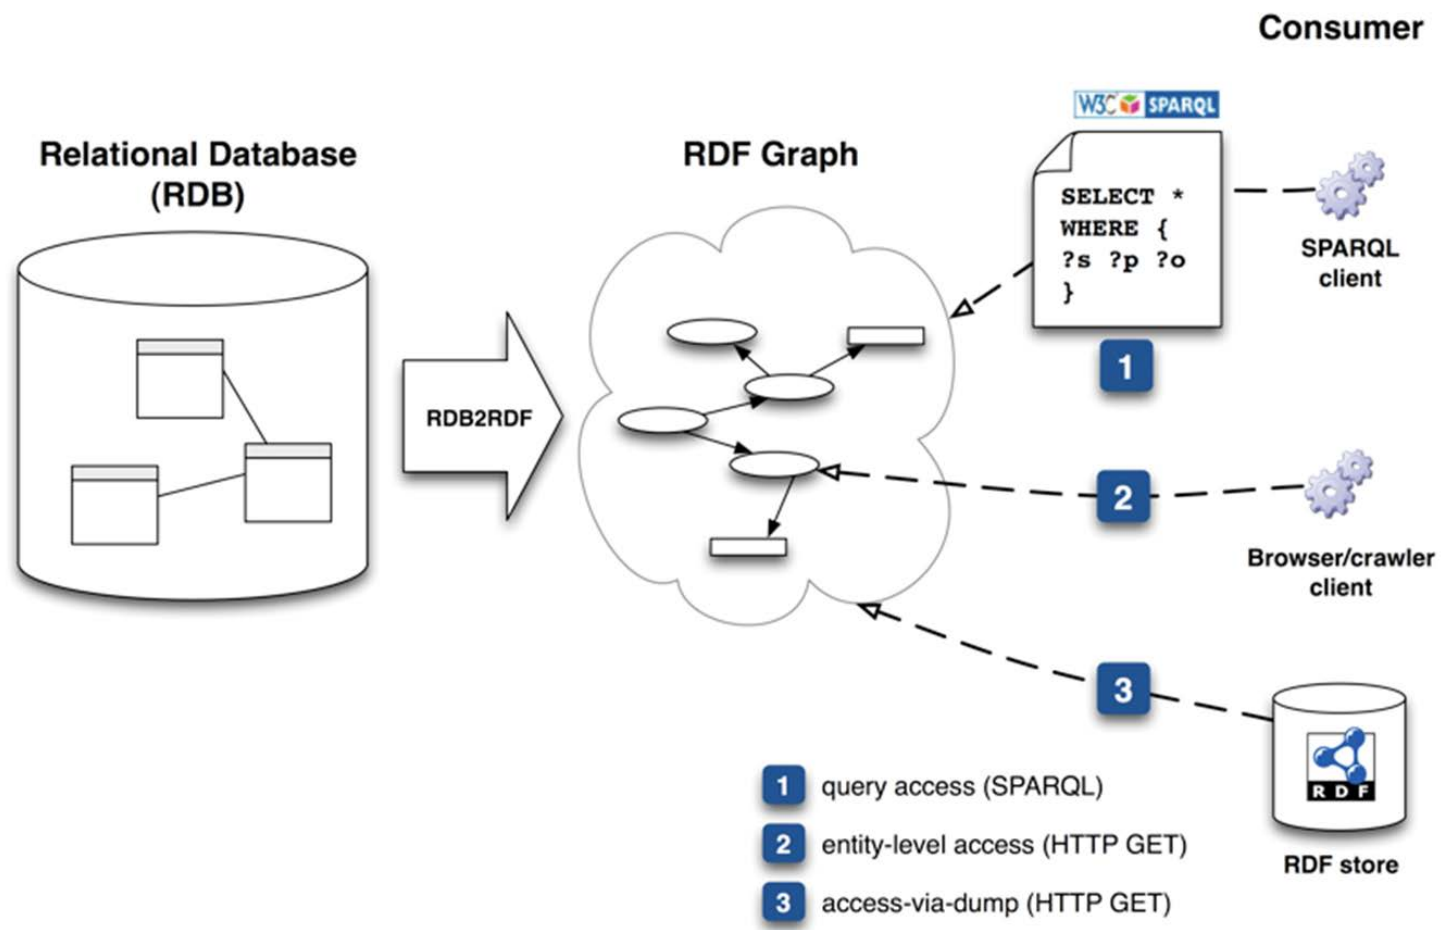 Consumer
Relational Database
(RDB)
RDB2RDF
RDF Graph
W3C SPARQL
SELECT *
WHERE {
?s ?p ?o
}
1
SPARQL
client
2
Browser/crawler
client
3
RDF
RDF store
1 query access (SPARQL)
2 entity-level access (HTTP GET)
3 access-via-dump (HTTP GET)